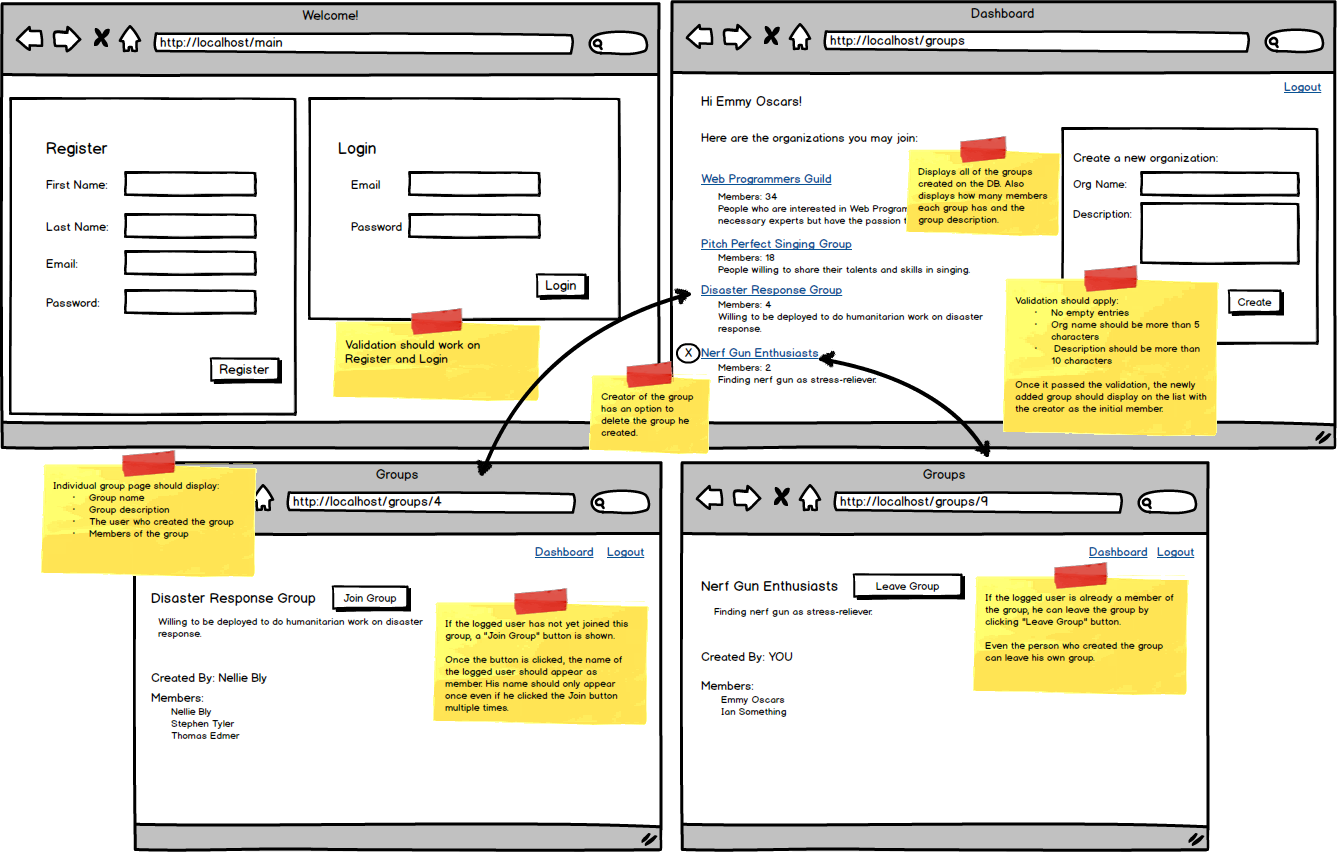 Welcome!
http://localhost/main
Register
First Name:
Last Name:
Email:
Password:
Register
Login
Email
Password
Login
Validation should work on
Register and Login
Dashboard
http://localhost/groups
Logout
Hi Emmy Oscars!
Here are the organizations you may join:
Web Programmers Guild
Members: 34
People who are interested in Web
necessary experts but have the passion
Pitch Perfect Singing Group
Members: 18
People willing to share their talents and skills in singing.
Disaster Response Group
Members: 4
Willing to be deployed to do humanitarian work on disaster
response.
X
Nerf Gun Enthusiasts
Members: 2
Finding nerf gun as stress-reliever.
Displays all of the groups
created on the DB. Also
displays how many members
each group has and the
group description.
Create a new organization:
Org Name:
Description:
Create
Validation should apply:
· No empty entries
· Org name should be more than 5
characters
· Description should be more than
10 characters
Once it passed the validation, the newly
added group should display on the list with
the creator as the initial member.
Creator of the group
has an option to
delete the group he
created.
Individual group page should display:
· Group name
· Group description
· The user who created the group
· Members of the group
Groups
http://localhost/groups/4
Dashboard Logout
Disaster Response Group
Join Group
Willing to be deployed to do humanitarian work on disaster
response.
Created By: Nellie Bly
Members:
Nellie Bly
Stephen Tyler
Thomas Edmer
If the logged user has not yet joined this
group, a "Join Group" button is shown.
Once the button is clicked, the name of
the logged user should appear as
member. His name should only appear
once even if he clicked the Join button
multiple times.
Groups
http://localhost/groups/9
Dashboard Logout
Nerf Gun Enthusiasts
Leave Group
Finding nerf gun as stress-reliever.
Created By: YOU
Members:
Emmy Oscars
Ian Something
If the logged user is already a member of
the group, he can leave the group by
clicking "Leave Group" button.
Even the person who created the group
can leave his own group.